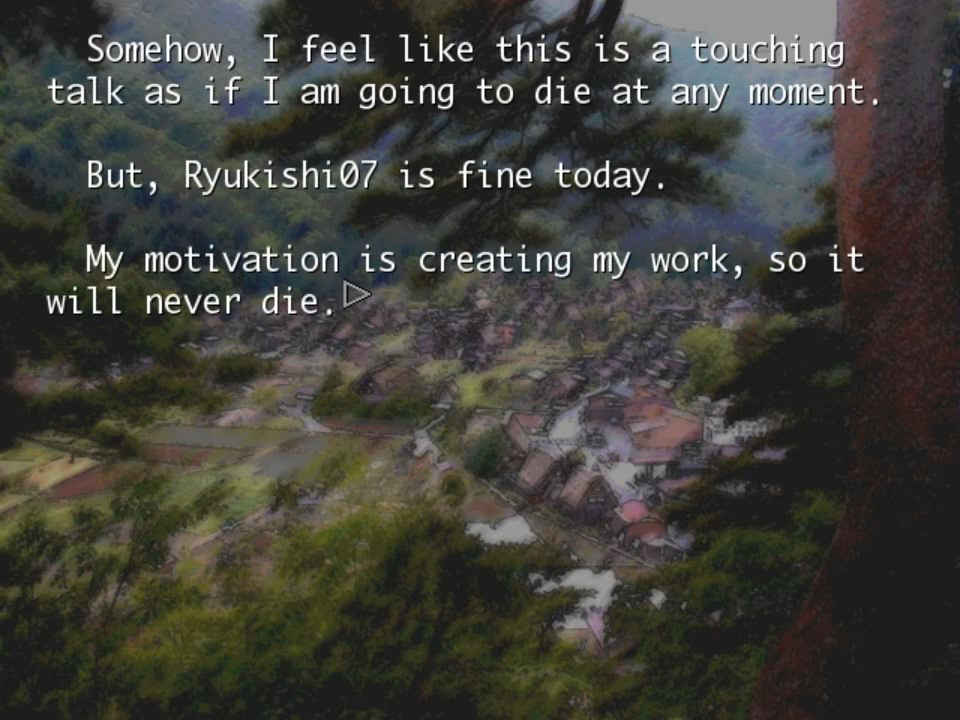 Somehow, I feel like this is a touching
talk as if I am going to die at any moment.
But, Ryukishi07 is fine today.
My motivation is creating my work, so it
will never die.